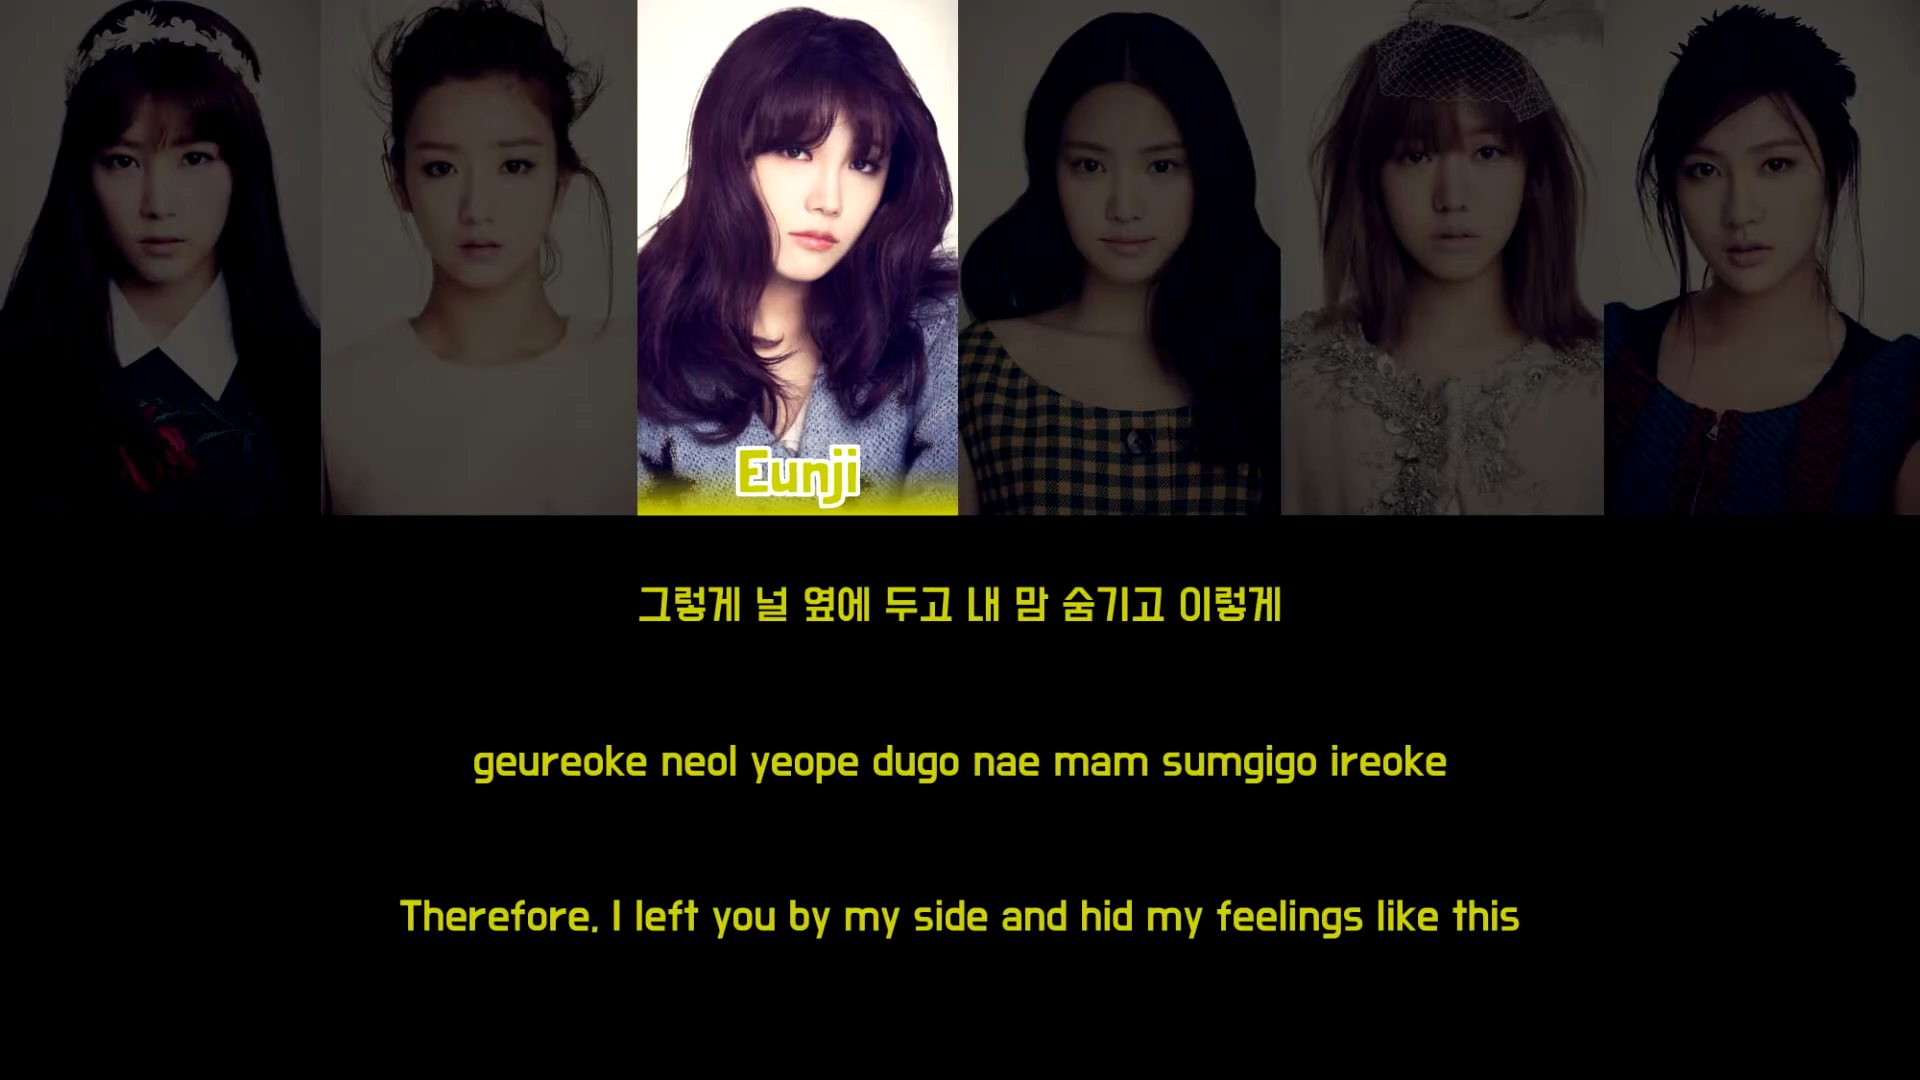 Eunji
그렇게 널 옆에 두고 내 맘 숨기고 이렇게
geureoke neol yeope dugo nae mam sumgigo ireoke
Therefore, I left you by my side and hid my feelings like this